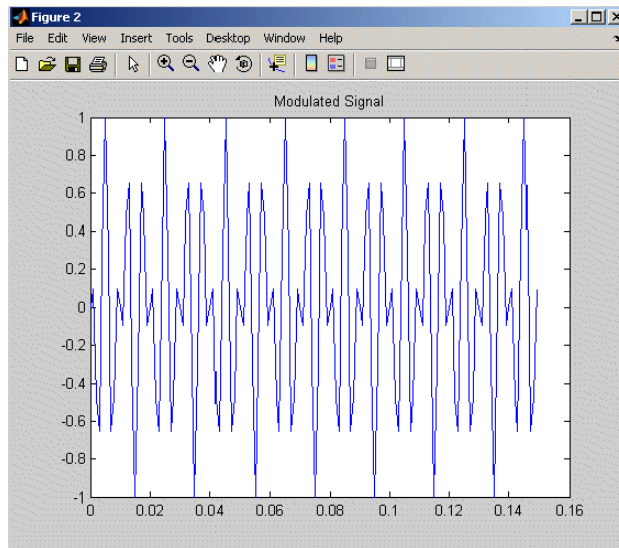 Figure 2
File Edit View Insert Tools Desktop Window Help
Modulated Signal
1
0.8
0.6
0.4
0.2
0
-0.2
-0.4
-0.6
-0.8
-1
0 0.02 0.04 0.06 0.08 0.1 0.12 0.14 0.16